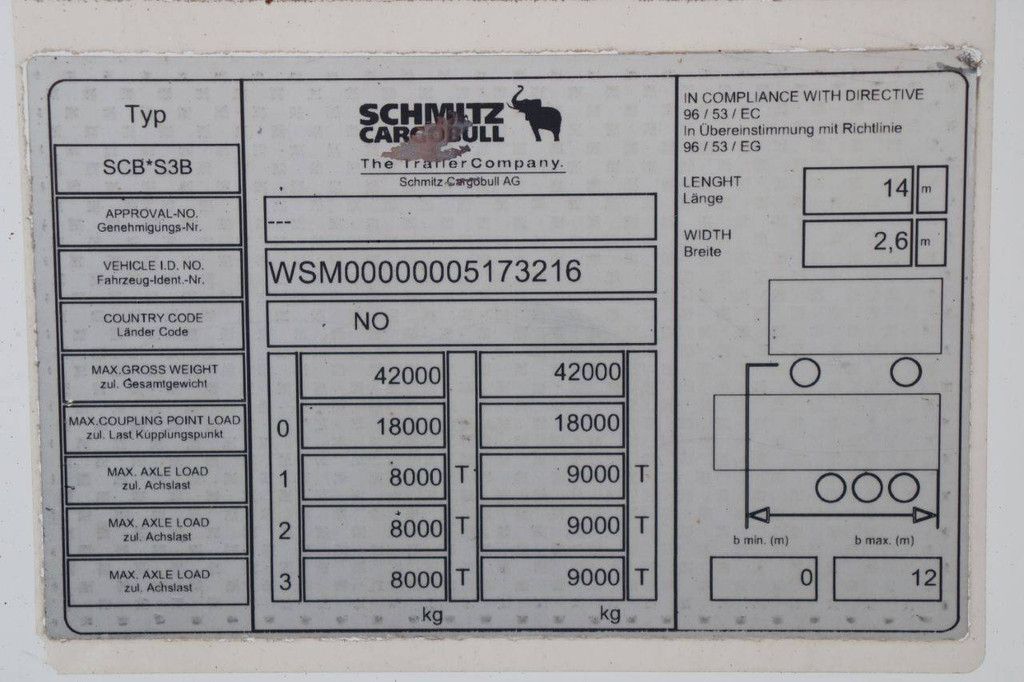 Typ
SCB*S3B
APPROVAL-NO.
Genehmigungs-Nr.
VEHICLE I.D. NO.
Fahrzeug-Ident.-Nr.
COUNTRY CODE
Länder Code
MAX.GROSS WEIGHT
zul. Gesamtgewicht
MAX.COUPLING POINT LOAD
zul. Last Kupplungspunkt
MAX. AXLE LOAD
zul. Achslast
MAX. AXLE LOAD
zul. Achslast
MAX. AXLE LOAD
zul. Achslast
SCHMITZ
CARGOBULL
The Trailer Company.
Schmitz Cargobull AG
---
WSM00000005173216
NO
42000 42000
0 18000 18000
1 8000 T 9000 T
2 8000 T 9000 T
3 8000 T 9000 T
kg kg
IN COMPLIANCE WITH DIRECTIVE
96 / 53 / EC
In Übereinstimmung mit Richtlinie
96 / 53 / EG
LENGHT
Länge
14 m
WIDTH
Breite
2,6 m
b min. (m) b max. (m)
0 12